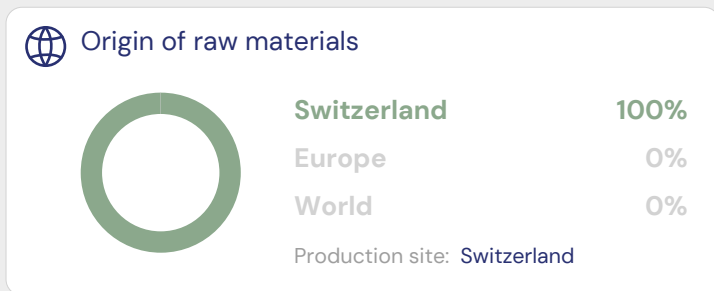 Origin of raw materials
Switzerland 100%
Europe 0%
World 0%
Production site: Switzerland